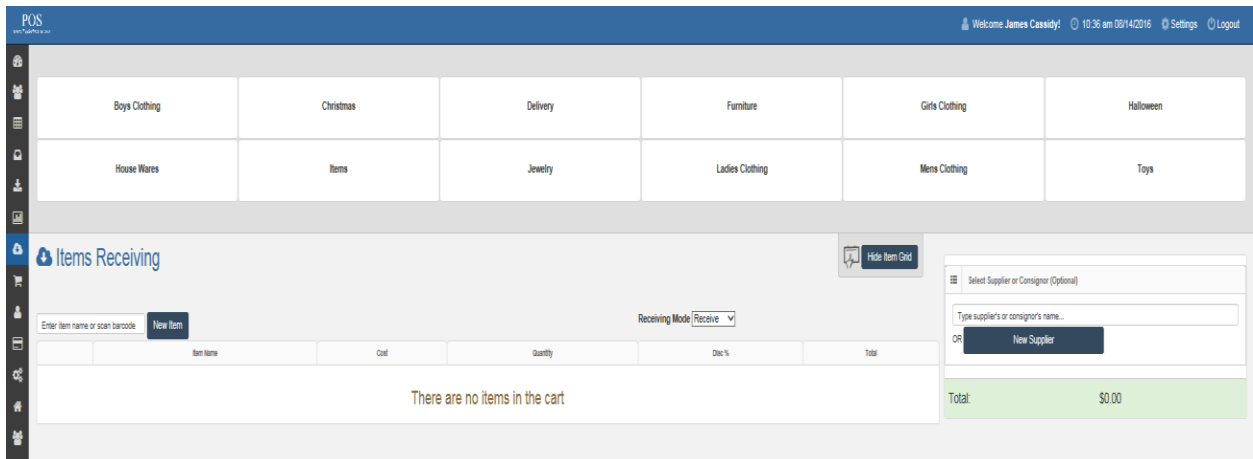 POS
Welcome James Cassidy! 10:36 am 08/14/2016 Settings Logout
Boys Clothing Christmas Delivery Furniture Girls Clothing Halloween
House Wares Items Jewelry Ladies Clothing Mens Clothing Toys
Items Receiving
Hide Item Grid
Select Supplier or Consignor (Optional)
Enter item name or scan barcode New Item
Receiving Mode Receive
Type supplier's or consignor's name...
OR New Supplier
Item Name Cost Quantity Disc % Total
There are no items in the cart
Total: $0.00